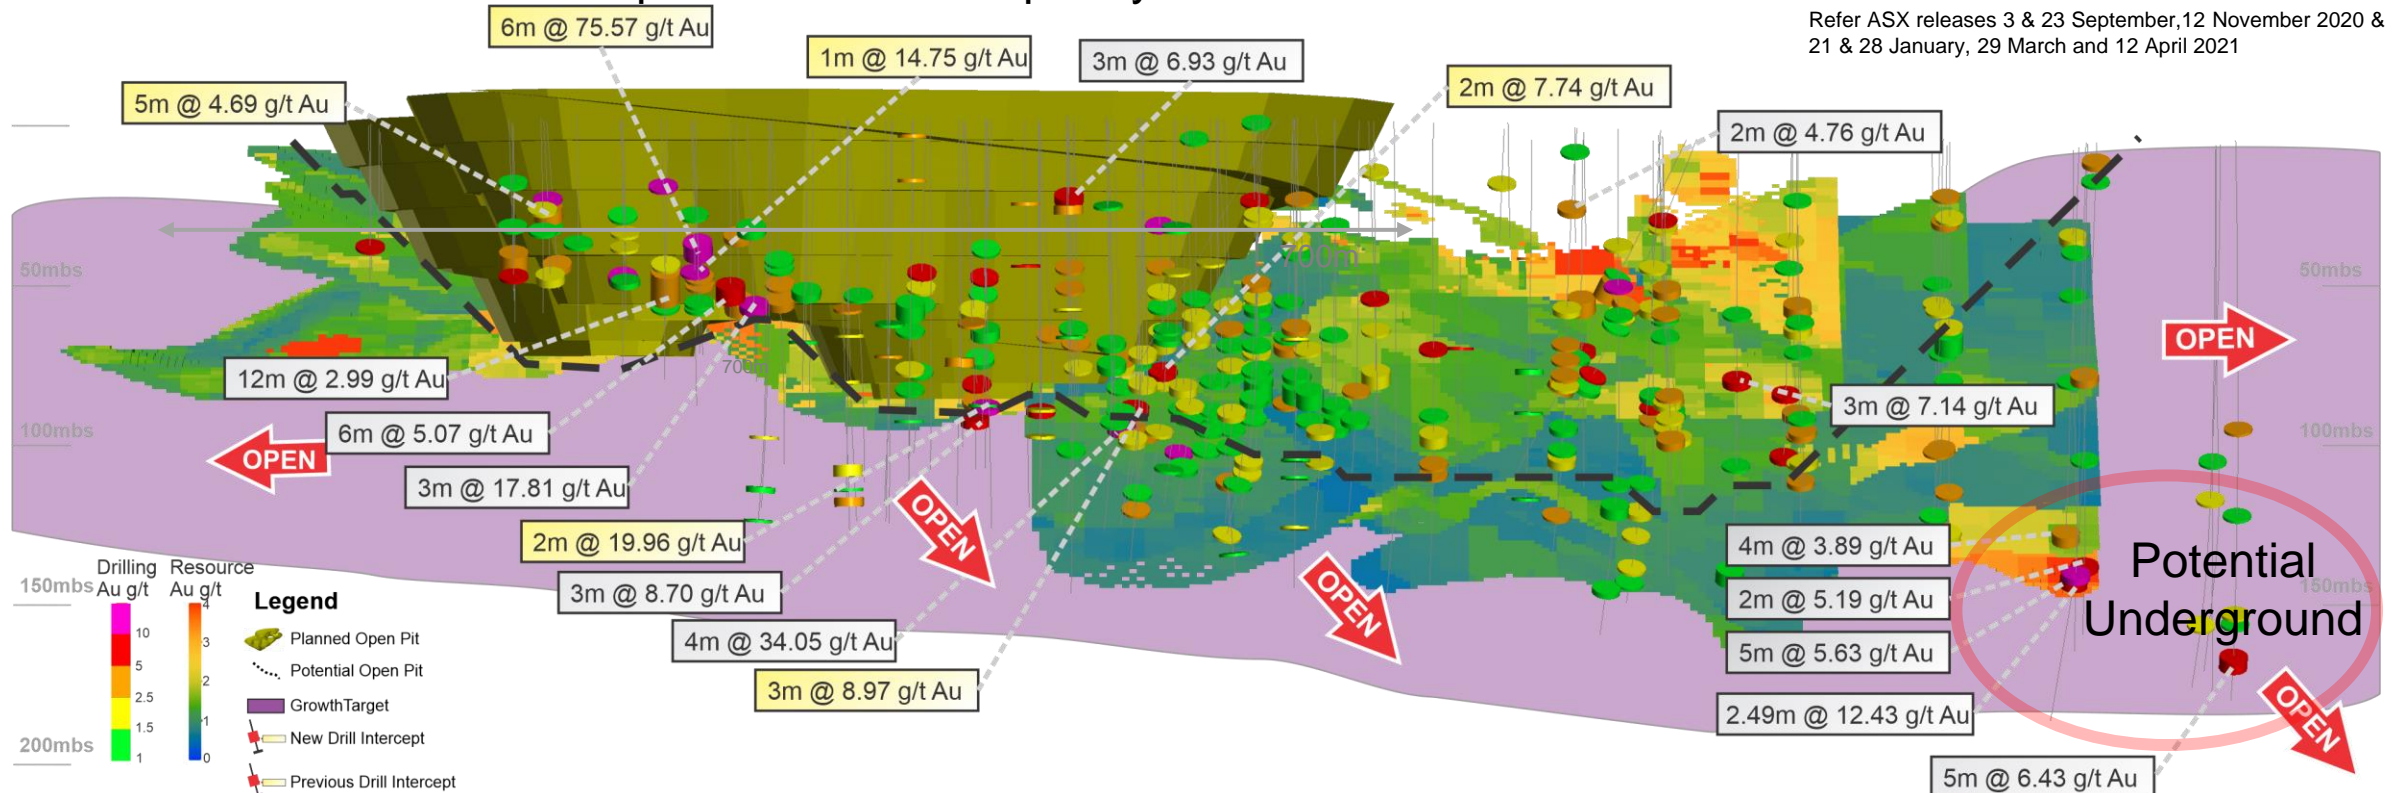 Refer ASX releases 3 & 23 September,12 November 2020 &
21 & 28 January, 29 March and 12 April 2021
6m @ 75.57 g/t Au
1m @ 14.75 g/t Au
3m @ 6.93 g/t Au
2m @ 7.74 g/t Au
5m @ 4.69 g/t Au
2m @ 4.76 g/t Au
700m
50mbs
50mbs
OPEN
700m
12m @ 2.99 g/t Au
3m @ 7.14 g/t Au
6m @ 5.07 g/t Au
100mbs
100mbs
OPEN
3m @ 17.81 g/t Au
OPEN
2m @ 19.96 g/t Au
4m @ 3.89 g/t Au
Potential
Underground
3m @ 8.70 g/t Au
OPEN
2m @ 5.19 g/t Au
150mbs
150mbs
4m @ 34.05 g/t Au
5m @ 5.63 g/t Au
3m @ 8.97 g/t Au
2.49m @ 12.43 g/t Au
OPEN
5m @ 6.43 g/t Au
200mbs
Drilling
Au g/t
10
5
2.5
1.5
1
Resource
Au g/t
4
3
2
1
0
Legend
Planned Open Pit
Potential Open Pit
GrowthTarget
New Drill Intercept
Previous Drill Intercept